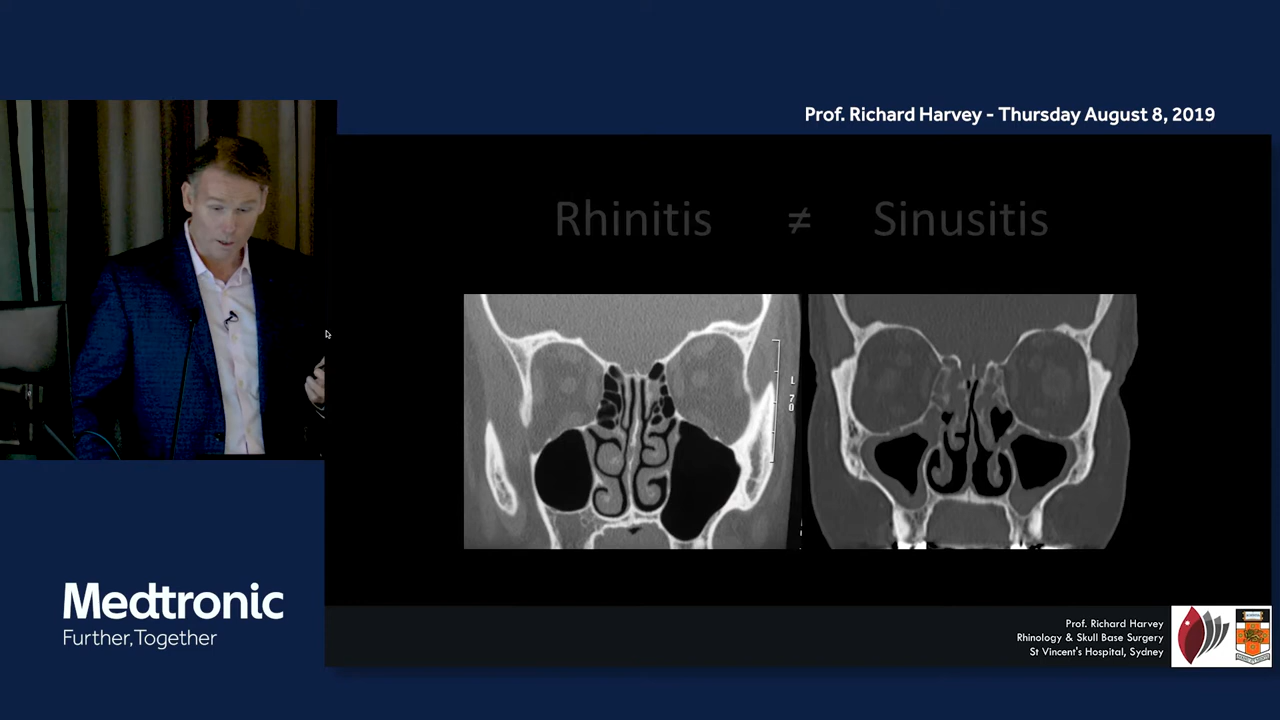 Prof. Richard Harvey - Thursday August 8, 2019
Rhinitis ≠ Sinusitis
L
70
Medtronic
Further,Together
Prof. Richard Harvey
Rhinology & Skull Base Surgery
St Vincent's Hospital, Sydney